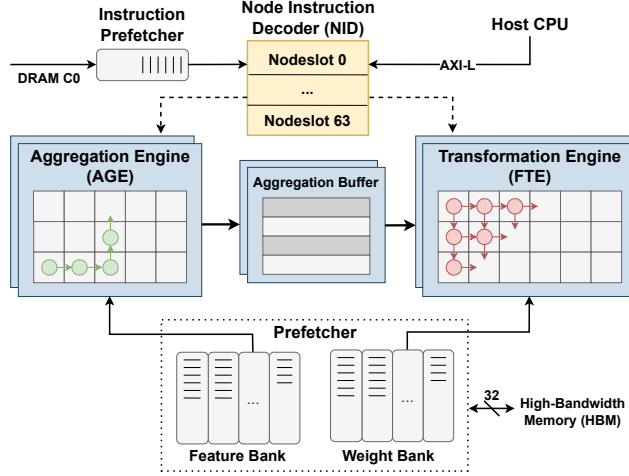 Instruction
Prefetcher
Node Instruction
Decoder (NID)
Host CPU
Nodeslot 0
...
Nodeslot 63
DRAM C0
AXI-L
Aggregation Engine
(AGE)
Aggregation Buffer
Transformation Engine
(FTE)
Prefetcher
...
...
Feature Bank
Weight Bank
32
High-Bandwidth
Memory (HBM)